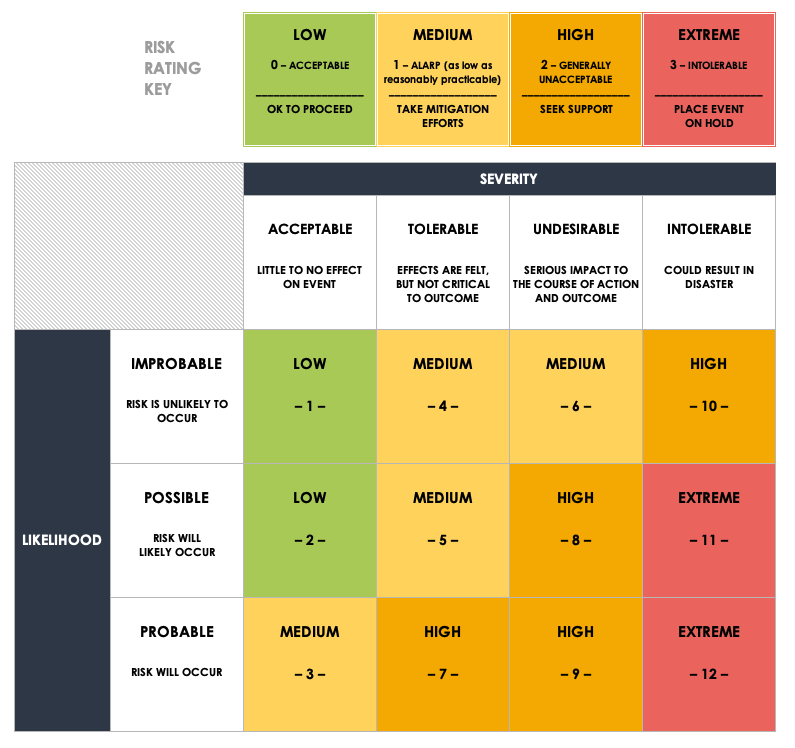 RISK
RATING
KEY
LOW
0 – ACCEPTABLE
OK TO PROCEED
MEDIUM
1 – ALARP (as low as
reasonably practicable)
TAKE MITIGATION
EFFORTS
HIGH
2 – GENERALLY
UNACCEPTABLE
SEEK SUPPORT
EXTREME
3 – INTOLERABLE
PLACE EVENT
ON HOLD
SEVERITY
ACCEPTABLE
LITTLE TO NO EFFECT
ON EVENT
TOLERABLE
EFFECTS ARE FELT,
BUT NOT CRITICAL
TO OUTCOME
UNDESIRABLE
SERIOUS IMPACT TO
THE COURSE OF ACTION
AND OUTCOME
INTOLERABLE
COULD RESULT IN
DISASTER
LIKELIHOOD
IMPROBABLE
RISK IS UNLIKELY TO
OCCUR
LOW
– 1 –
MEDIUM
– 4 –
MEDIUM
– 6 –
HIGH
– 10 –
POSSIBLE
RISK WILL
LIKELY OCCUR
LOW
– 2 –
MEDIUM
– 5 –
HIGH
– 8 –
EXTREME
– 11 –
PROBABLE
RISK WILL OCCUR
MEDIUM
– 3 –
HIGH
– 7 –
HIGH
– 9 –
EXTREME
– 12 –